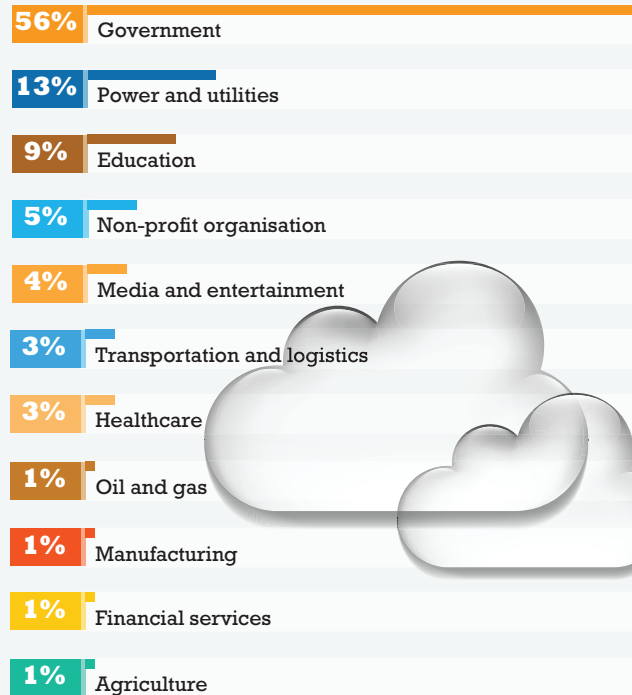 56% Government
13% Power and utilities
9% Education
5% Non-profit organisation
4% Media and entertainment
3% Transportation and logistics
3% Healthcare
1% Oil and gas
1% Manufacturing
1% Financial services
1% Agriculture